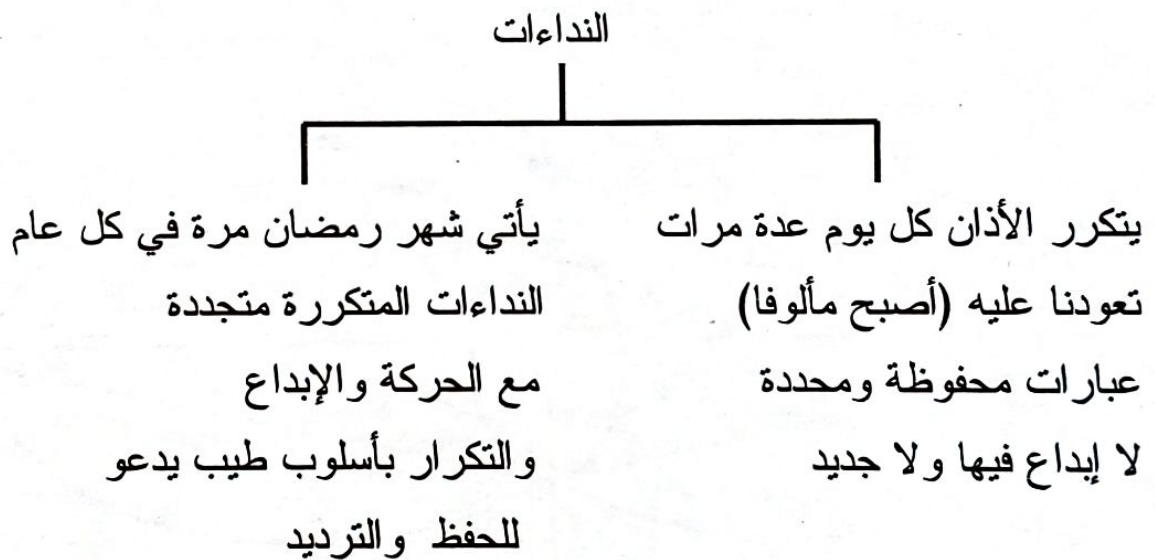 النداءات
يتكرر الأذان كل يوم عدة مرات
تعودنا عليه (أصبح مألوفا)
عبارات محفوظة ومحددة
لا إبداع فيها ولا جديد
يأتي شهر رمضان مرة في كل عام
النداءات المتكررة متجددة
مع الحركة والإبداع
والتكرار بأسلوب طيب يدعو
للحفظ والترديد